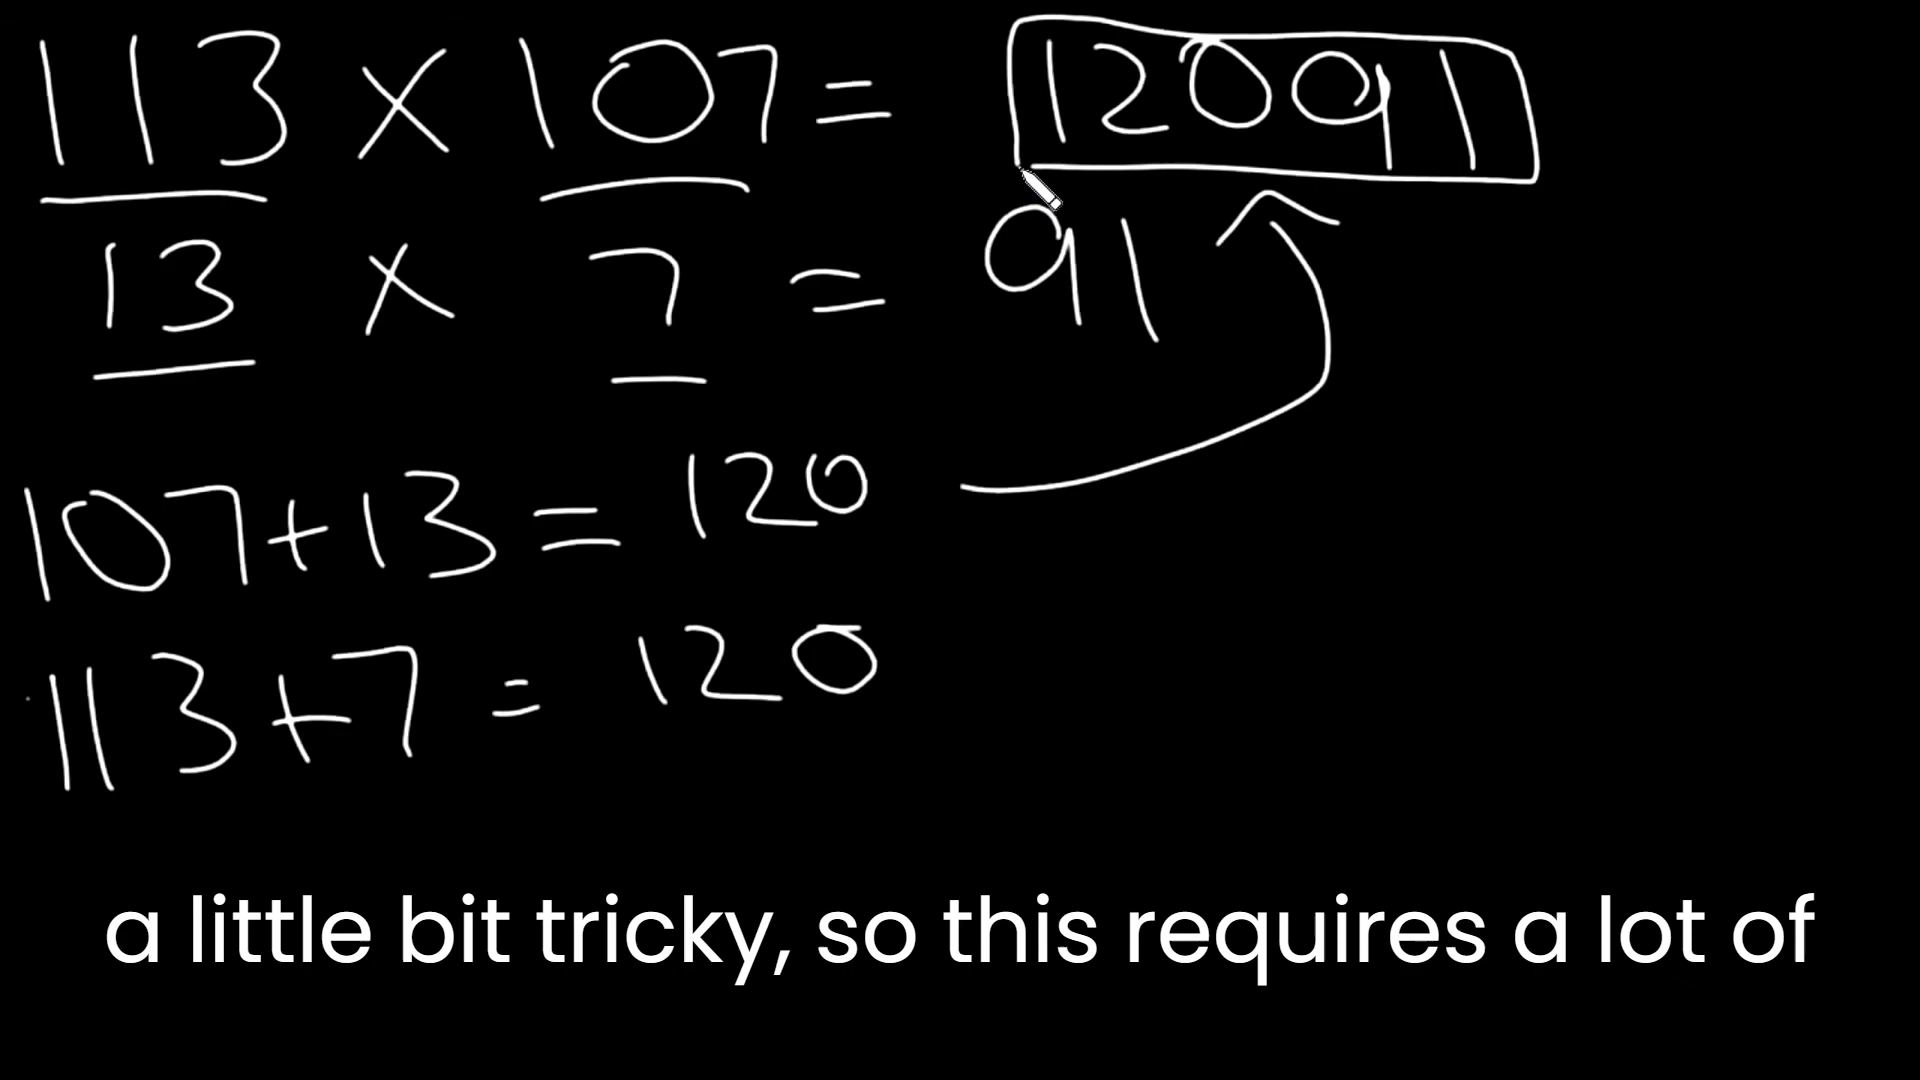 113 × 107 = 12091
13 × 7 = 91
107 + 13 = 120
113 + 7 = 120
a little bit tricky, so this requires a lot of